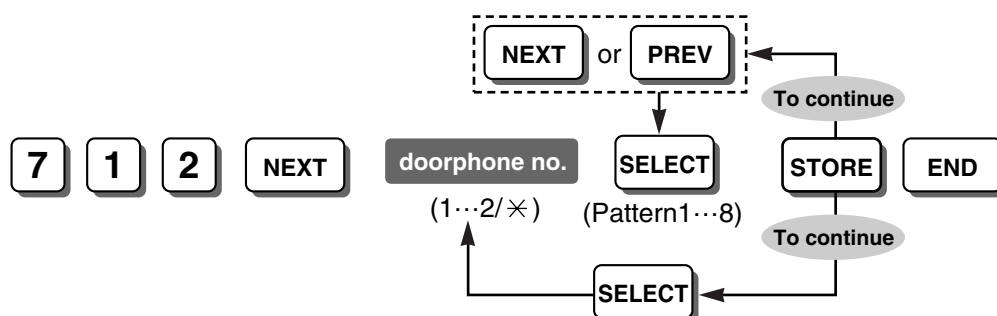 NEXT or PREV
To continue
7 1 2 NEXT doorphone no. SELECT STORE END
(1···2/✳) (Pattern1···8)
To continue
SELECT